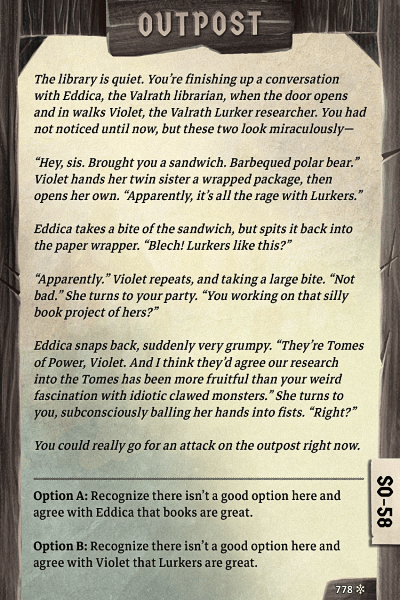 OUTPOST
The library is quiet. You're finishing up a conversation
with Eddica, the Valrath librarian, when the door opens
and in walks Violet, the Valrath Lurker researcher. You had
not noticed until now, but these two look miraculously—
“Hey, sis. Brought you a sandwich. Barbequed polar bear.”
Violet hands her twin sister a wrapped package, then
opens her own. “Apparently, it's all the rage with Lurkers.”
Eddica takes a bite of the sandwich, but spits it back into
the paper wrapper. “Blech! Lurkers like this?”
“Apparently.” Violet repeats, and taking a large bite. “Not
bad.” She turns to your party. “You working on that silly
book project of hers?”
Eddica snaps back, suddenly very grumpy. “They're Tomes
of Power, Violet. And I think they'd agree our research
into the Tomes has been more fruitful than your weird
fascination with idiotic clawed monsters.” She turns to
you, subconsciously balling her hands into fists. “Right?”
You could really go for an attack on the outpost right now.
Option A: Recognize there isn't a good option here and
agree with Eddica that books are great.
Option B: Recognize there isn't a good option here and
agree with Violet that Lurkers are great.
SO-58
778